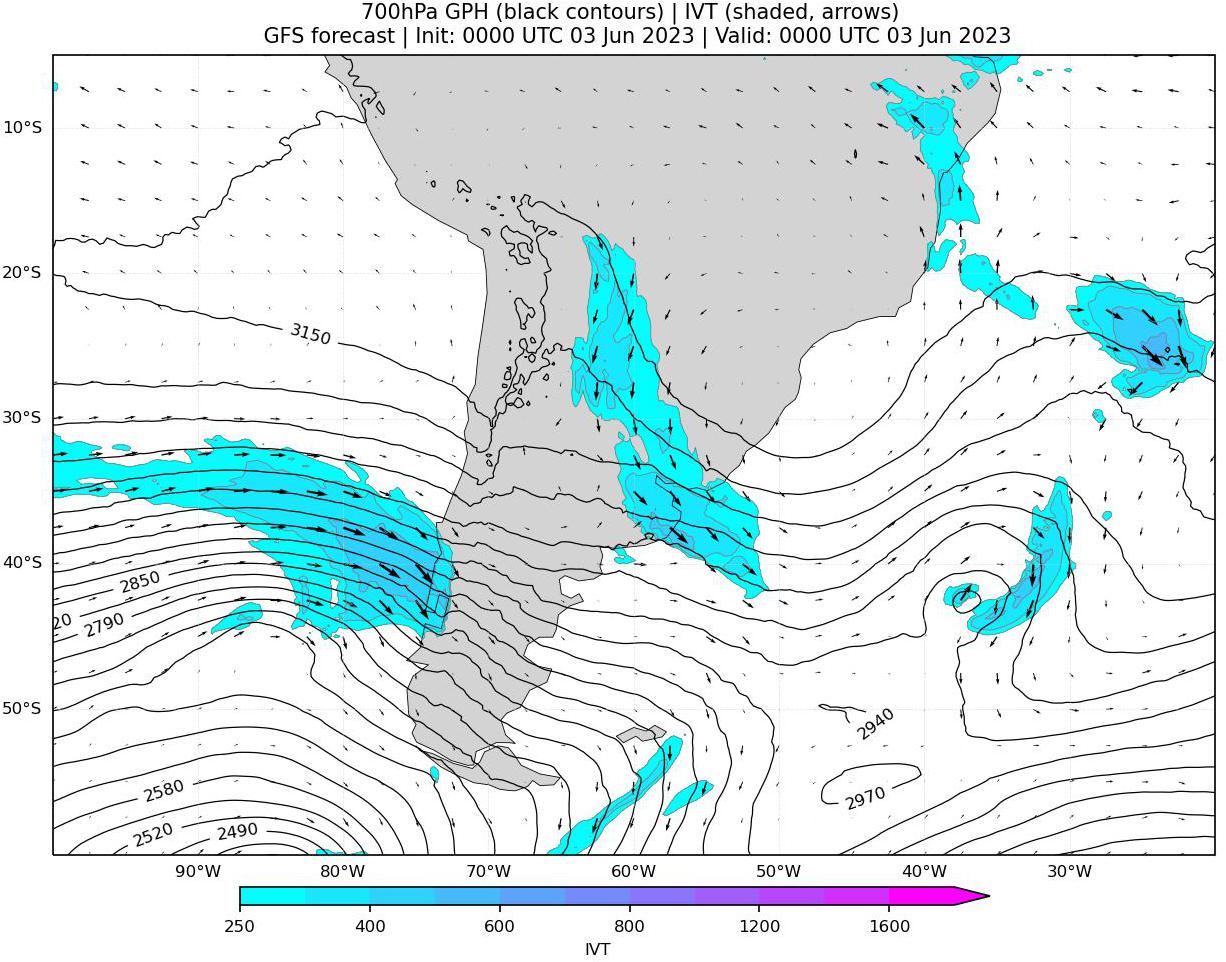 700hPa GPH (black contours) | IVT (shaded, arrows)
GFS forecast | Init: 0000 UTC 03 Jun 2023 | Valid: 0000 UTC 03 Jun 2023
10°S
20°S
3150
30°S
40°S
2850
20
2790
50°S
2940
2970
2580
2520
2490
90°W 80°W 70°W 60°W 50°W 40°W 30°W
250 400 600 800 1200 1600
IVT